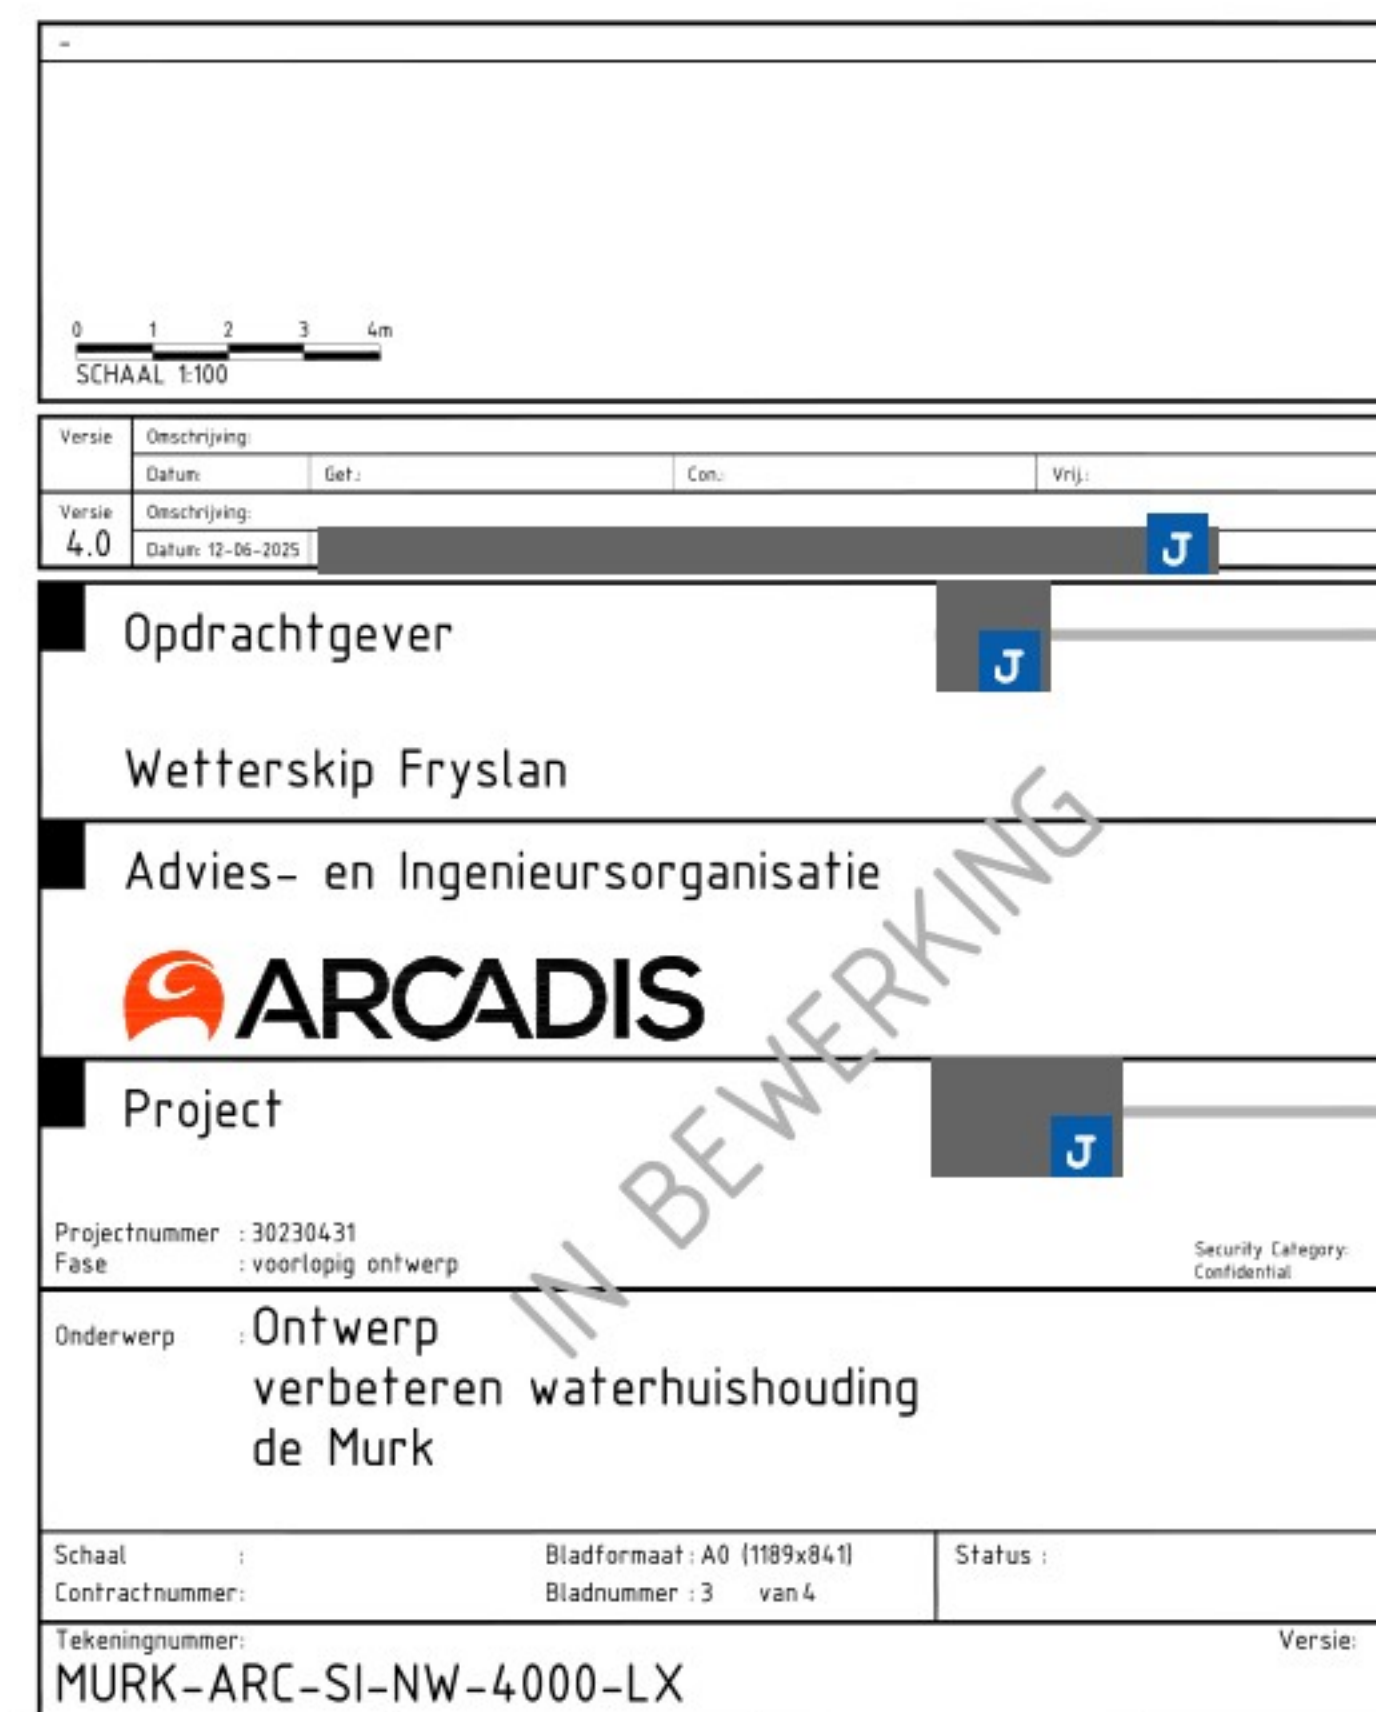 -
0 1 2 3 4m
SCHAAL 1:100
Versie Omschrijving:
Datum: Get.: Con.: Vrij.:
Versie Omschrijving:
4.0 Datum: 12-06-2025
J
Opdrachtgever
J
Wetterskip Fryslan
Advies- en Ingenieursorganisatie
ARCADIS
Project
J
IN BEWERKING
Projectnummer : 30230431
Fase : voorlopig ontwerp
Security Category:
Confidential
Onderwerp : Ontwerp
verbeteren waterhuishouding
de Murk
Schaal : Bladformaat : A0 (1189x841) Status :
Contractnummer: Bladnummer : 3 van 4
Tekeningnummer: Versie:
MURK-ARC-SI-NW-4000-LX